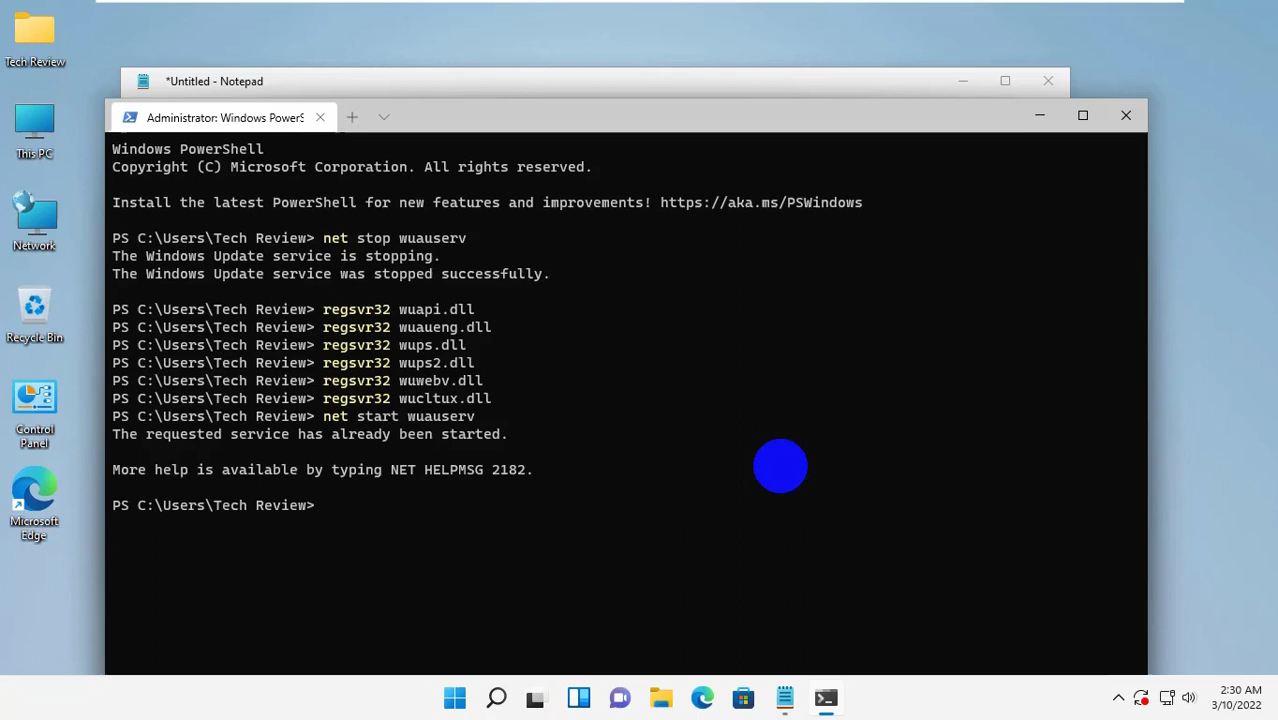 Tech Review
This PC
Network
Recycle Bin
Control
Panel
Microsoft
Edge
*Untitled - Notepad
Administrator: Windows PowerS
Windows PowerShell
Copyright (C) Microsoft Corporation. All rights reserved.
Install the latest PowerShell for new features and improvements! https://aka.ms/PSWindows
PS C:\Users\Tech Review> net stop wuauserv
The Windows Update service is stopping.
The Windows Update service was stopped successfully.
PS C:\Users\Tech Review> regsvr32 wuapi.dll
PS C:\Users\Tech Review> regsvr32 wuaueng.dll
PS C:\Users\Tech Review> regsvr32 wups.dll
PS C:\Users\Tech Review> regsvr32 wups2.dll
PS C:\Users\Tech Review> regsvr32 wuwebv.dll
PS C:\Users\Tech Review> regsvr32 wucltux.dll
PS C:\Users\Tech Review> net start wuauserv
The requested service has already been started.
More help is available by typing NET HELPMSG 2182.
PS C:\Users\Tech Review>
2:30 AM
3/10/2022